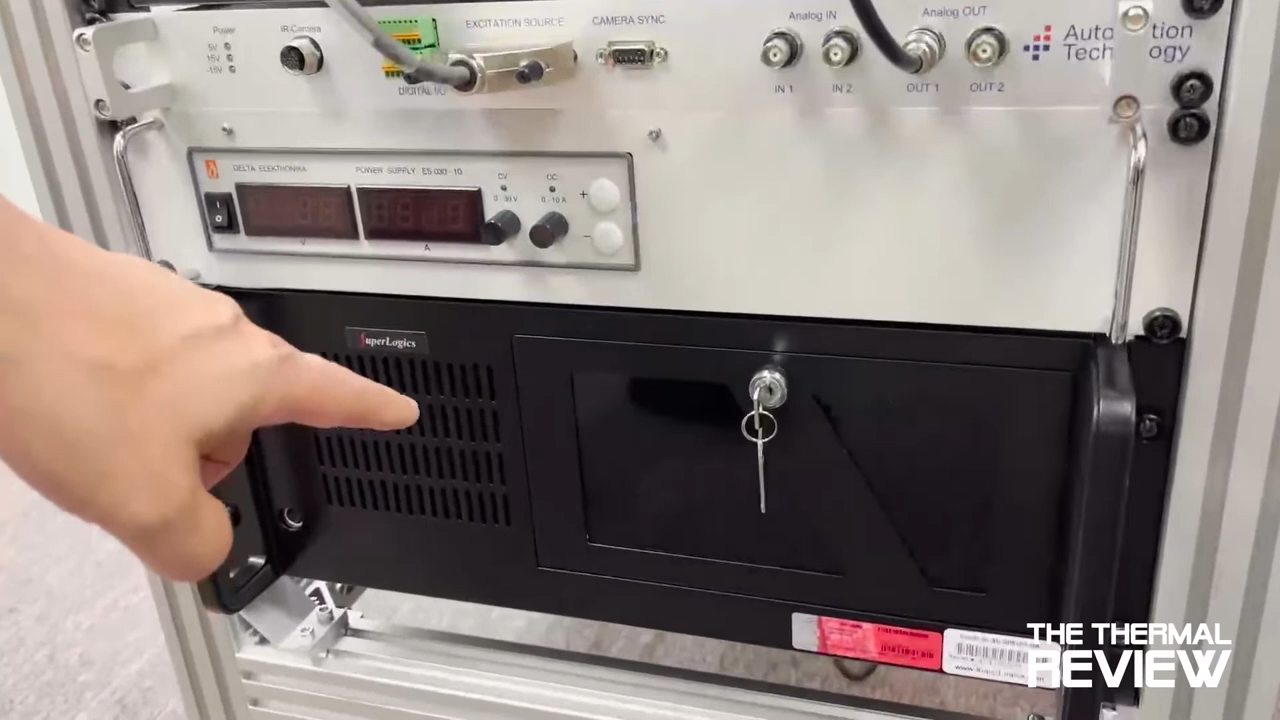 Power
IR-Camera
EXCITATION SOURCE
CAMERA SYNC
Analog IN
Analog OUT
5V
15V
-15V
DIGITAL I/O
IN 1
IN 2
OUT 1
OUT 2
Automation
Technology
DELTA ELEKTRONIKA
POWER SUPPLY ES 030-10
CV
CC
0 - 30 V
0 - 10 A
+
-
I
O
V
A
SuperLogics
THE THERMAL
REVIEW